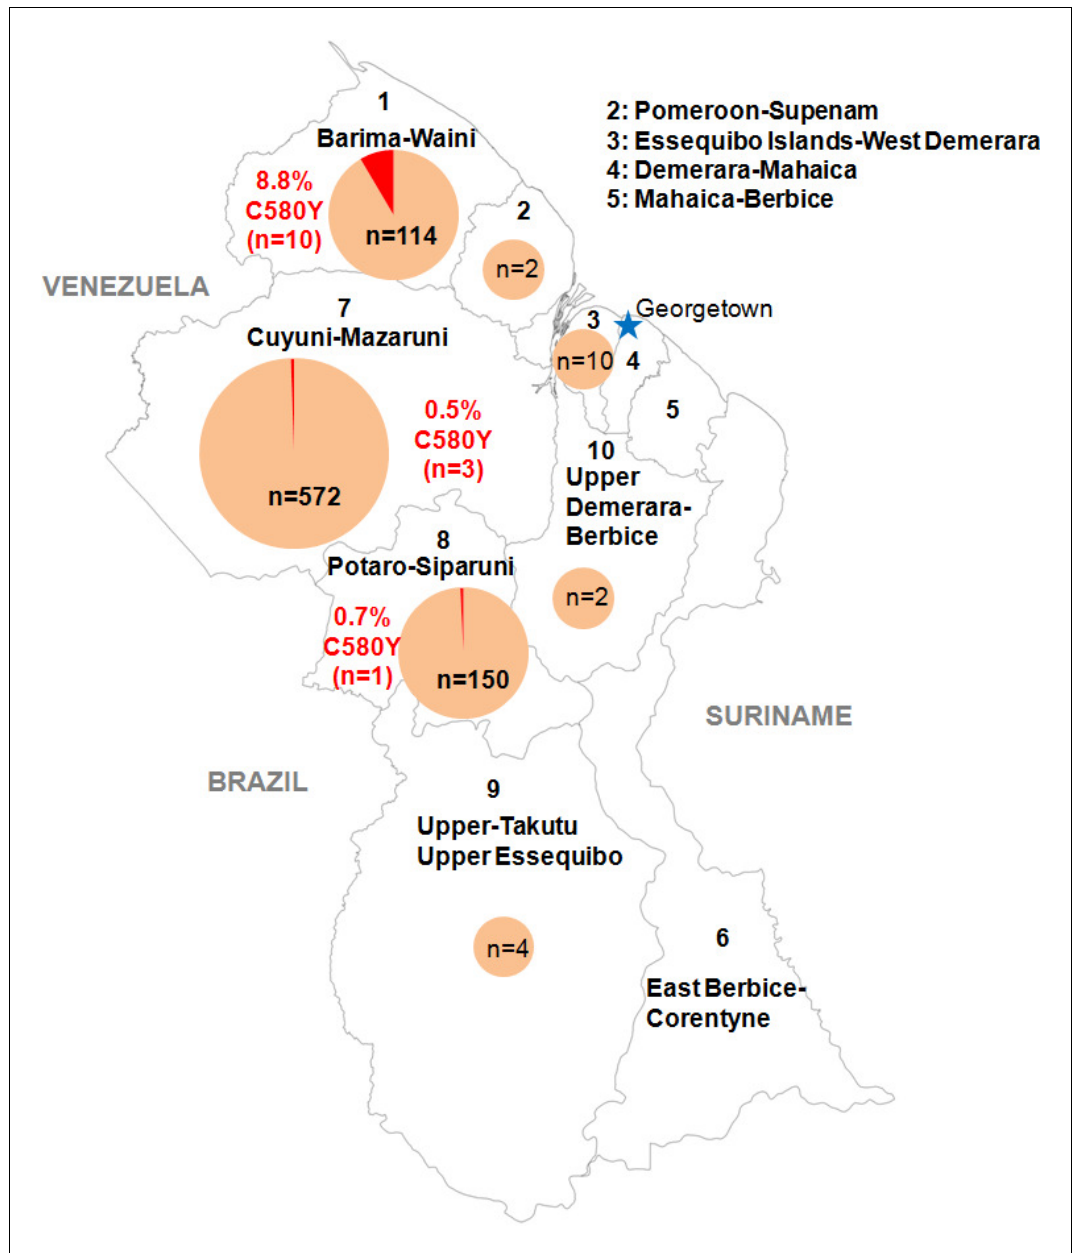 1
Barima-Waini
2: Pomeroon-Supenam
3: Essequibo Islands-West Demerara
4: Demerara-Mahaica
5: Mahaica-Berbice
8.8%
C580Y
(n=10)
n=114
2
n=2
VENEZUELA
7
Cuyuni-Mazaruni
Georgetown
3
n=10
4
5
0.5%
C580Y
(n=3)
n=572
10
Upper
Demerara-
Berbice
n=2
8
Potaro-Siparuni
0.7%
C580Y
(n=1)
n=150
SURINAME
BRAZIL
9
Upper-Takutu
Upper Essequibo
n=4
6
East Berbice-
Corentyne